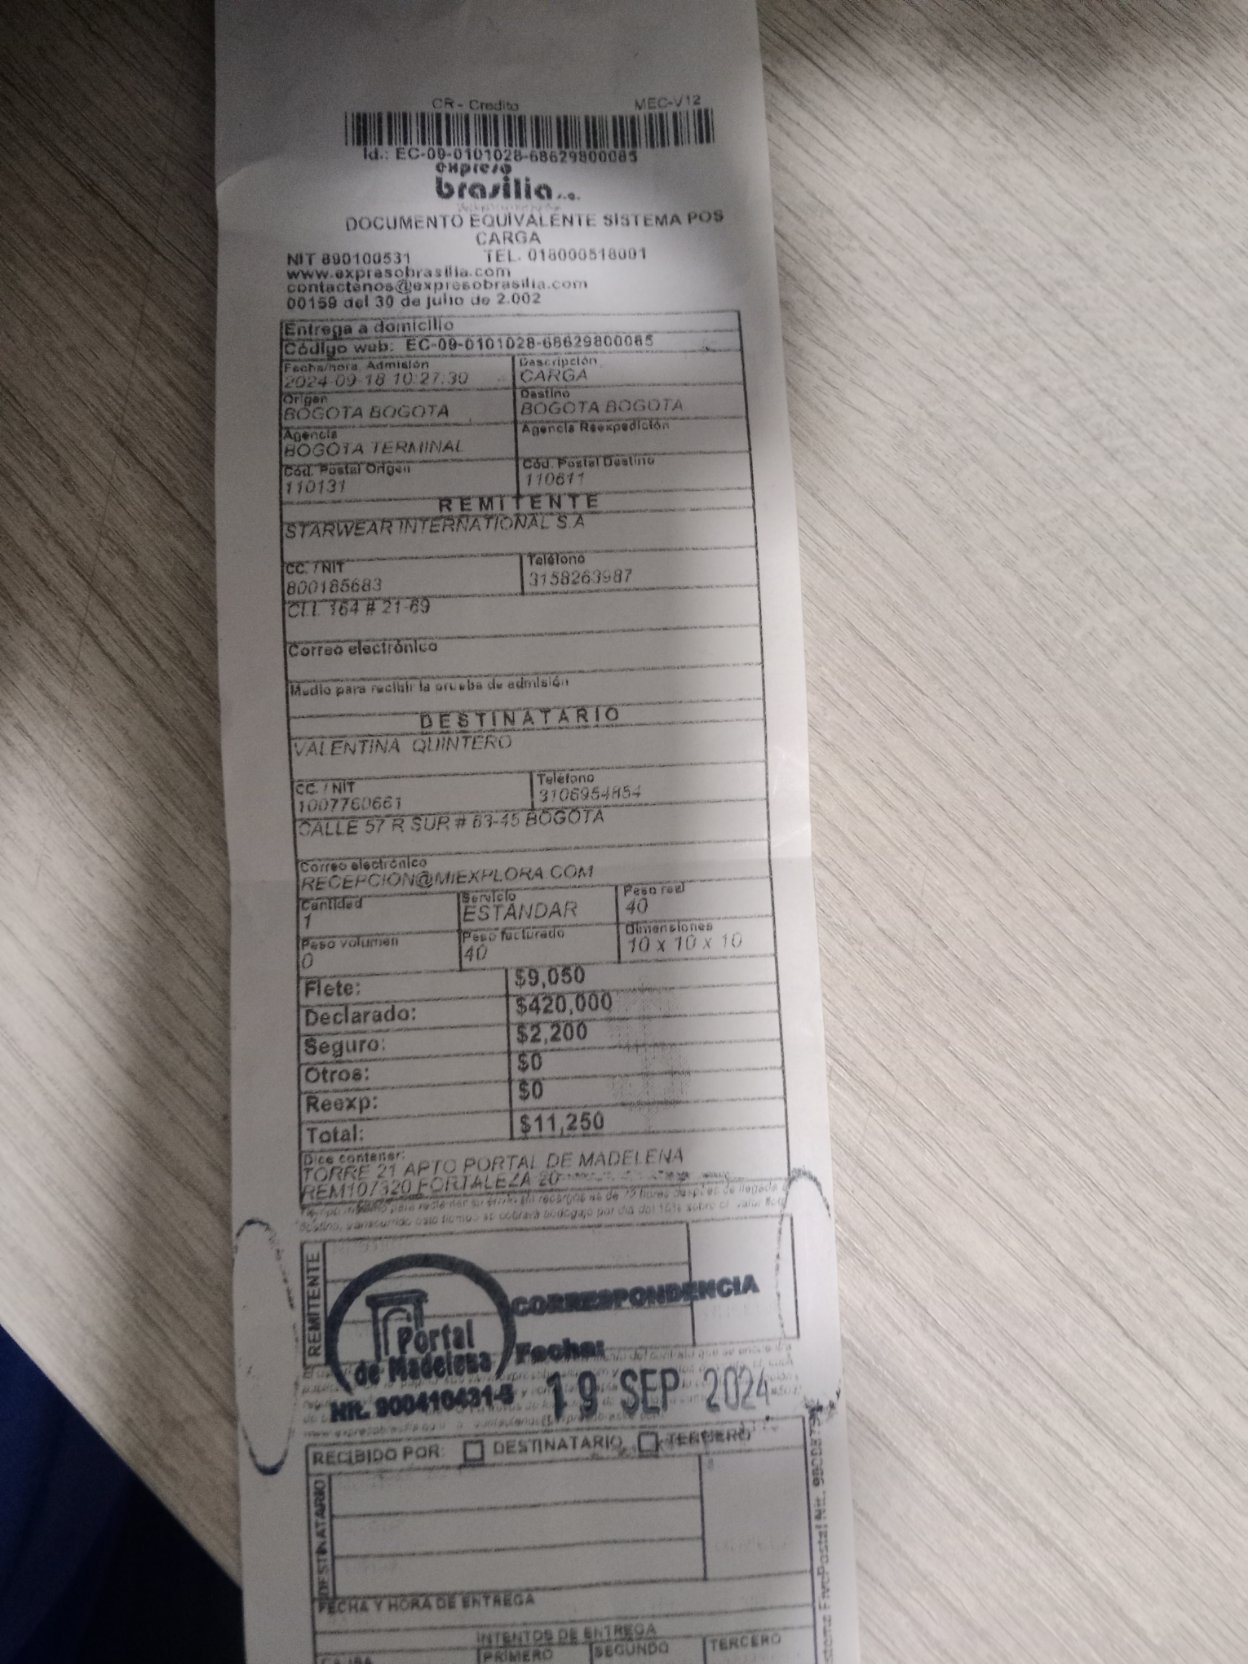 CR - Credito MEC-V12
Id.: EC-09-0101028-68629800085
expreso
brasilia s.a.
DOCUMENTO EQUIVALENTE SISTEMA POS
CARGA
NIT 890100531 TEL. 018000518001
www.expresobrasilia.com
contactenos@expresobrasilia.com
00159 del 30 de julio de 2.002
Entrega a domicilio
Código web: EC-09-0101028-68629800085
Fecha/hora. Admisión Descripción
2024-09-18 10:27:30 CARGA
Origen Destino
BOGOTA BOGOTA BOGOTA BOGOTA
Agencia Agencia Reexpedición
BOGOTA TERMINAL
Cód. Postal Origen Cód. Postal Destino
110131 110611
REMITENTE
STARWEAR INTERNATIONAL S.A
CC. / NIT Teléfono
800185683 3158263987
CLL 164 # 21-69
Correo electrónico
Medio para recibir la prueba de admisión
DESTINATARIO
VALENTINA QUINTERO
CC. / NIT Teléfono
1007760661 3106954854
CALLE 57 R SUR # 63-45 BOGOTA
Correo electrónico
RECEPCION@MIEXPLORA.COM
Cantidad Servicio Peso real
1 ESTANDAR 40
Peso volumen Peso facturado Dimensiones
0 40 10 x 10 x 10
Flete: $9,050
Declarado: $420,000
Seguro: $2,200
Otros: $0
Reexp: $0
Total: $11,250
Dice contener:
TORRE 21 APTO PORTAL DE MADELENA
REM107320 FORTALEZA 20
REMITENTE
Portal
de Madelena
Nit. 900410431-5
CORRESPONDENCIA
Fecha:
19 SEP 2024
RECIBIDO POR: DESTINATARIO TERCERO
DESTINATARIO
FECHA Y HORA DE ENTREGA
INTENTOS DE ENTREGA
PRIMERO SEGUNDO TERCERO